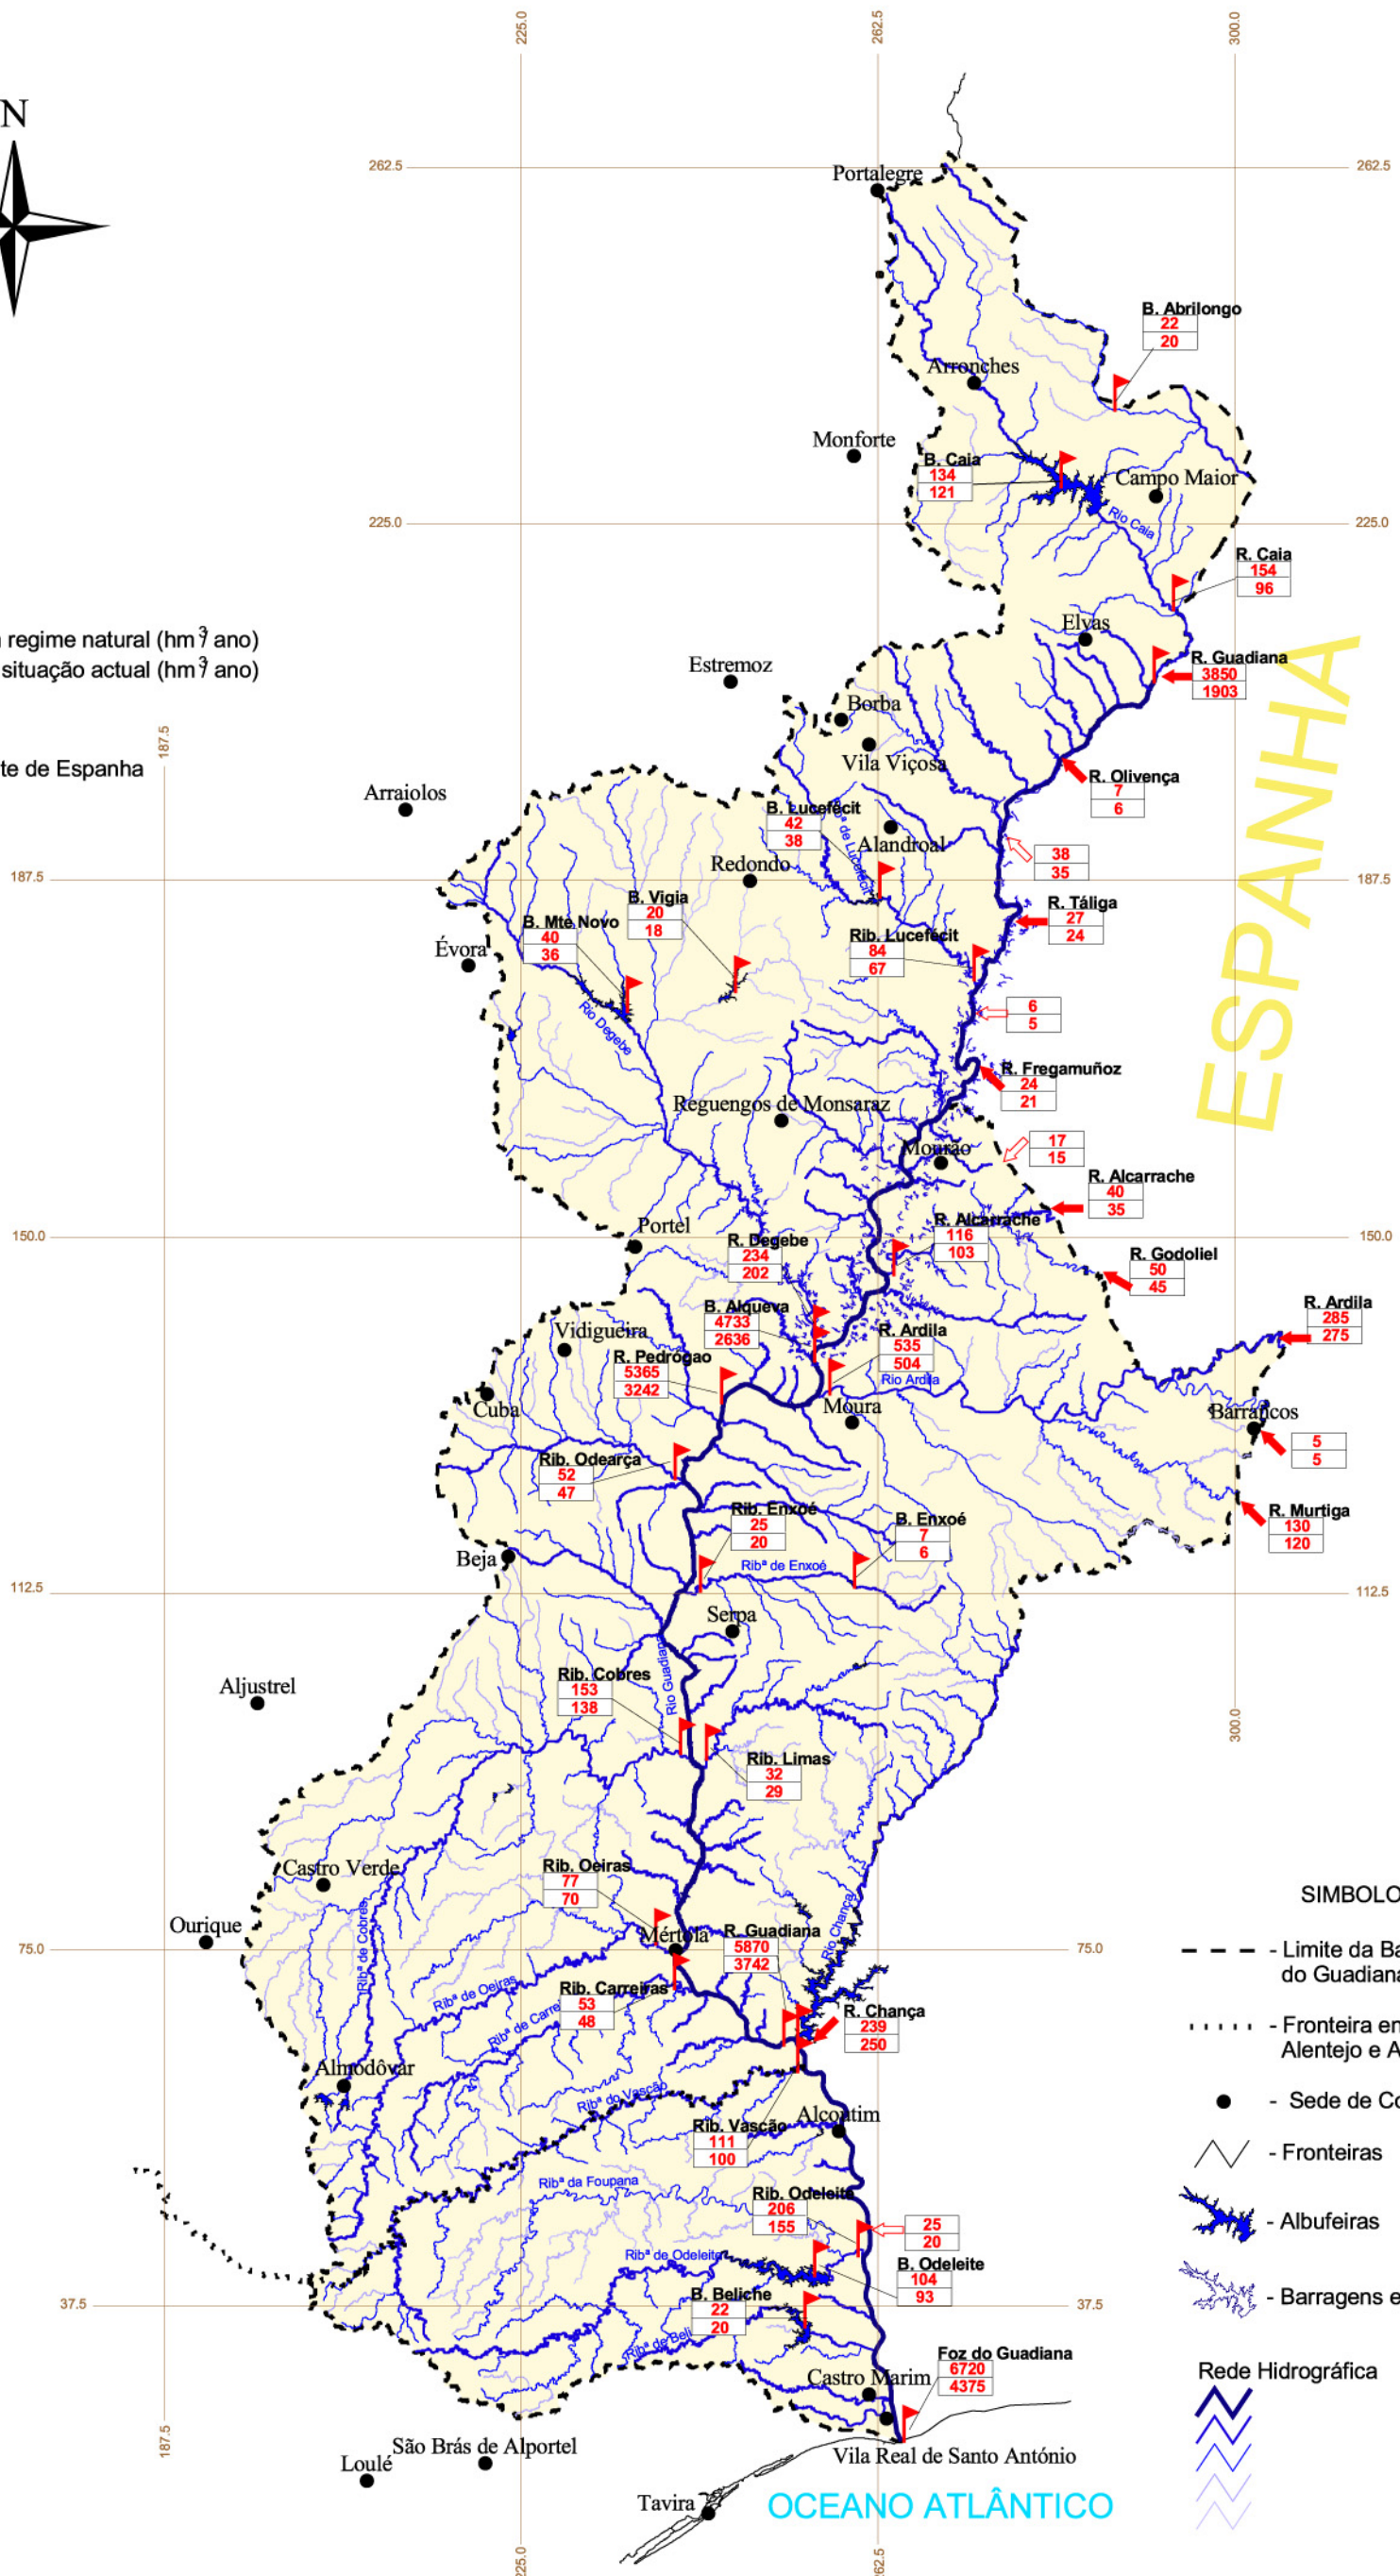 225.0
262.5
300.0
N
262.5
262.5
Portalegre
B. Abrilongo
22
20
Arronches
Monforte
B. Caia
134
121
Campo Maior
Rio Caia
225.0
225.0
R. Caia
154
96
Elvas
regime natural (hm3/ ano)
situação actual (hm3/ ano)
Estremoz
R. Guadiana
3850
1903
ESPANHA
Borba
187.5
Vila Viçosa
te de Espanha
R. Olivença
7
6
Arraiolos
B. Lucefécit
42
38
Ribª de Lucefécit
Alandroal
38
35
Redondo
187.5
187.5
B. Vigia
20
18
R. Táliga
27
24
B. Mte Novo
40
36
Évora
Rib. Lucefécit
84
67
6
5
Rio Degebe
R. Fregamuñoz
24
21
Reguengos de Monsaraz
17
15
Mourão
R. Alcarrache
40
35
R. Alcarrache
116
103
Portel
150.0
150.0
R. Degebe
234
202
R. Godoliel
50
45
R. Ardila
285
275
B. Alqueva
4733
2636
Vidigueira
R. Ardila
535
504
R. Pedrogao
5365
3242
Rio Ardila
Cuba
Moura
Barrancos
5
5
Rib. Odearça
52
47
Rib. Enxoé
25
20
B. Enxoé
7
6
R. Murtiga
130
120
Beja
Ribª de Enxoé
112.5
112.5
Serpa
Rio Guadiana
Rib. Cobres
153
138
Aljustrel
300.0
Rib. Limas
32
29
Rib. Oeiras
77
70
Castro Verde
SIMBOLO
Ourique
Ribª de Cobres
Mértola
R. Guadiana
5870
3742
Rio Chança
75.0
75.0
- Limite da Ba
do Guadiana
Ribª de Oeiras
Rib. Carreiras
53
48
Ribª de Carre
R. Chança
239
250
- Fronteira en
Alentejo e A
Almodôvar
Ribª do Vascão
- Sede de Co
Alcoutim
Rib. Vascão
111
100
- Fronteiras
Ribª da Foupana
Rib. Odeleite
206
155
25
20
- Albufeiras
Ribª de Odeleite
B. Odeleite
104
93
B. Beliche
22
20
- Barragens e
37.5
37.5
Ribª de Beli
Foz do Guadiana
6720
4375
Castro Marim
Rede Hidrográfica
187.5
São Brás de Alportel
Vila Real de Santo António
Loulé
Tavira
OCEANO ATLÂNTICO
225.0
262.5